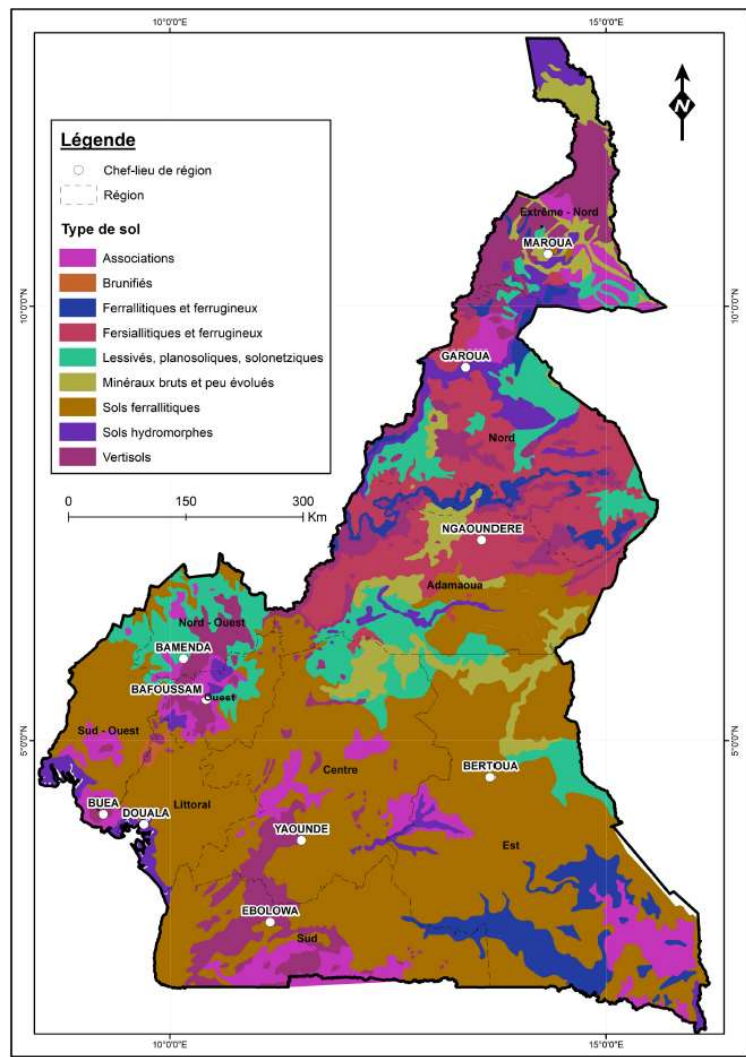 10°0'0"E
15°0'0"E
N
Légende
Chef-lieu de région
Région
Type de sol
Associations
Brunifiés
Ferrallitiques et ferrugineux
Fersiallitiques et ferrugineux
Lessivés, planosoliques, solonetziques
Minéraux bruts et peu évolués
Sols ferrallitiques
Sols hydromorphes
Vertisols
0
150
300
Km
Extrême - Nord
MAROUA
10°0'0"N
10°0'0"N
GAROUA
Nord
NGAOUNDERE
Adamaoua
Nord - Ouest
BAMENDA
BAFOUSSAM
Ouest
Sud - Ouest
5°0'0"N
5°0'0"N
Centre
BERTOUA
BUEA
DOUALA
Littoral
YAOUNDE
Est
EBOLOWA
Sud
10°0'0"E
15°0'0"E